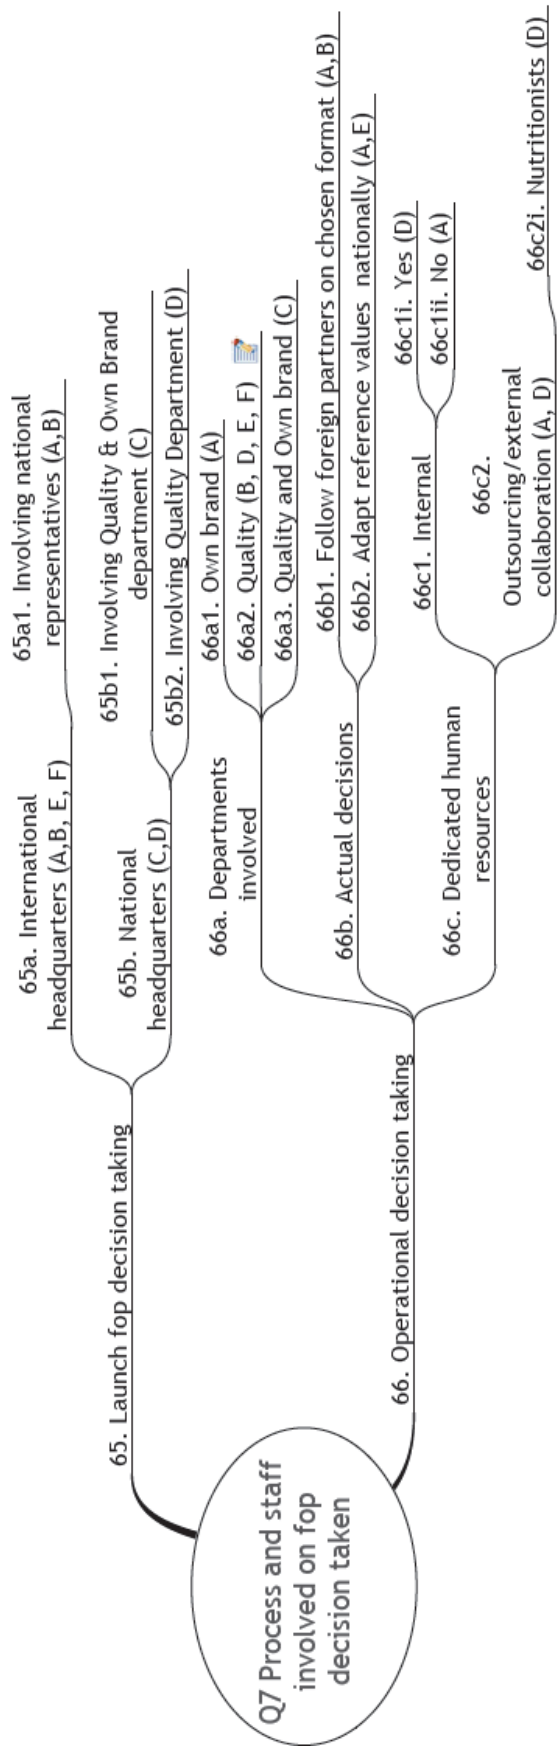 Q7 Process and staff
involved on fop
decision taken
65. Launch fop decision taking
65a. International
headquarters (A,B, E, F)
65a1. Involving national
representatives (A,B)
65b. National
headquarters (C,D)
65b1. Involving Quality & Own Brand
department (C)
65b2. Involving Quality Department (D)
66. Operational decision taking
66a. Departments
involved
66a1. Own brand (A)
66a2. Quality (B, D, E, F)
66a3. Quality and Own brand (C)
66b. Actual decisions
66b1. Follow foreign partners on chosen format (A,B)
66b2. Adapt reference values nationally (A,E)
66c. Dedicated human
resources
66c1. Internal
66c1i. Yes (D)
66c1ii. No (A)
66c2.
Outsourcing/external
collaboration (A, D)
66c2i. Nutritionists (D)